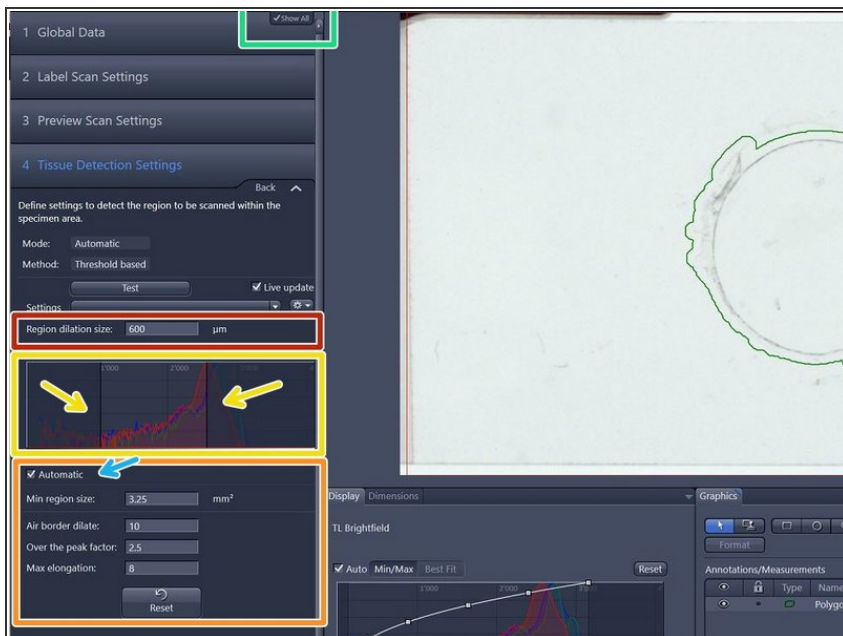 Show All
1 Global Data
2 Label Scan Settings
3 Preview Scan Settings
4 Tissue Detection Settings
Back
Define settings to detect the region to be scanned within the
specimen area.
Mode: Automatic
Method: Threshold based
Test Live update
Settings
Region dilation size: 600 µm
1'000 2'000
Automatic
Min region size: 3.25 mm²
Air border dilate: 10
Over the peak factor: 2.5
Max elongation: 8
Reset
Display Dimensions
TL Brightfield
Auto Min/Max Best Fit Reset
1'000 2'000
Graphics
Format
Annotations/Measurements
Type Name
Polygo